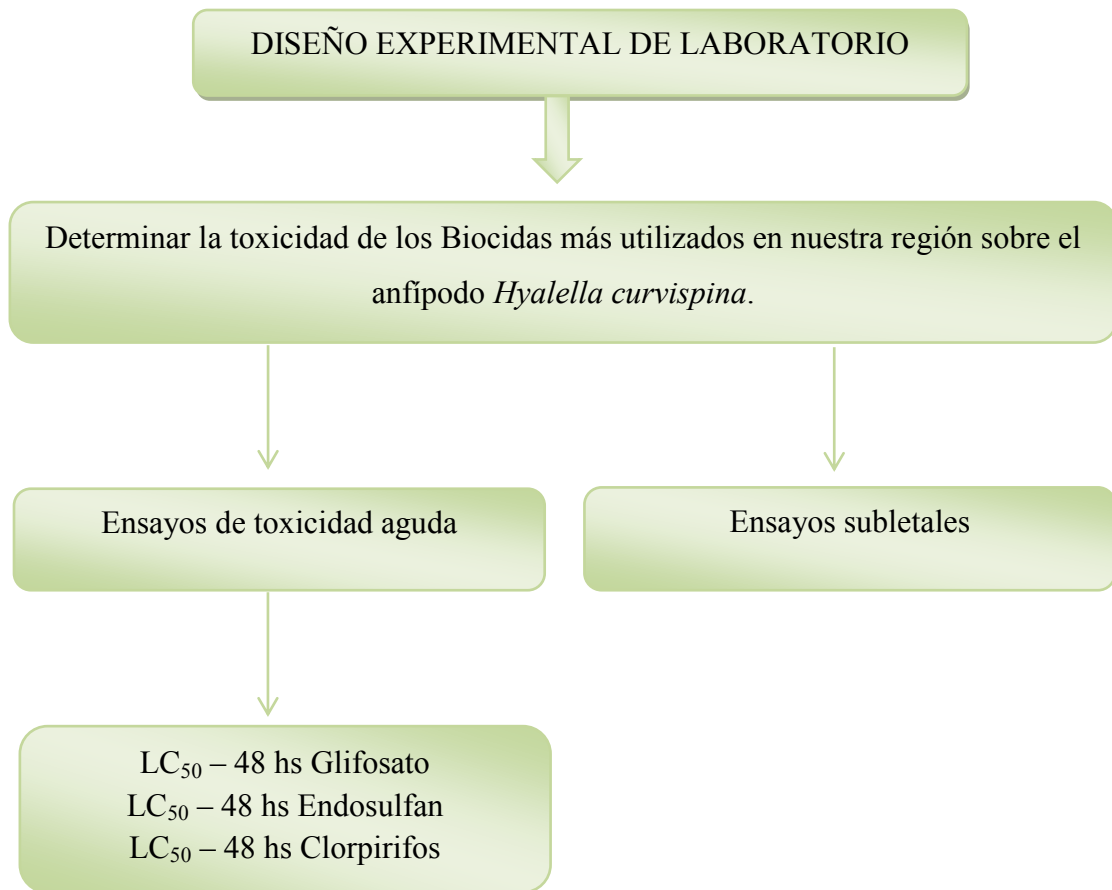 DISEÑO EXPERIMENTAL DE LABORATORIO
Determinar la toxicidad de los Biocidas más utilizados en nuestra región sobre el
anfípodo Hyalella curvispina.
Ensayos de toxicidad aguda
Ensayos subletales
LC50 – 48 hs Glifosato
LC50 – 48 hs Endosulfan
LC50 – 48 hs Clorpirifos